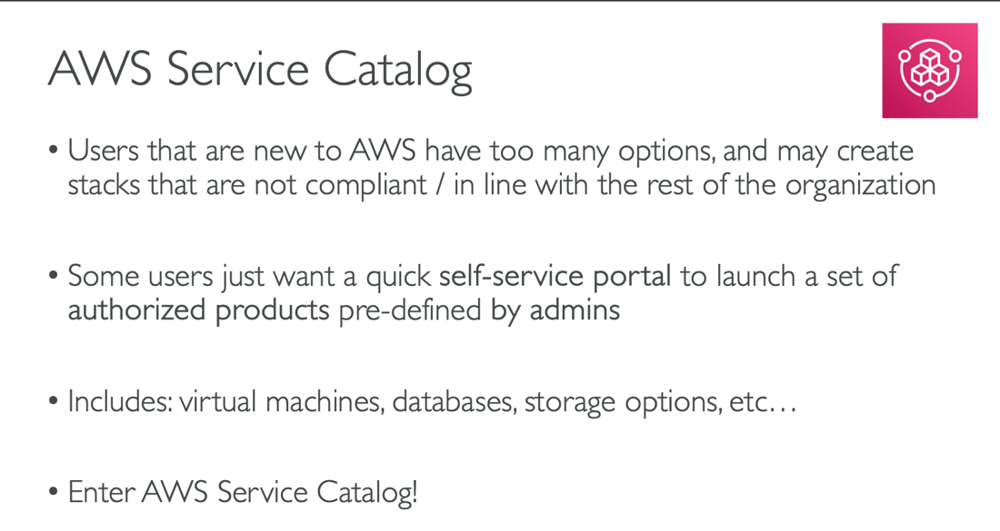 AWS Service Catalog
• Users that are new to AWS have too many options, and may create
stacks that are not compliant / in line with the rest of the organization
• Some users just want a quick self-service portal to launch a set of
authorized products pre-defined by admins
• Includes: virtual machines, databases, storage options, etc…
• Enter AWS Service Catalog!